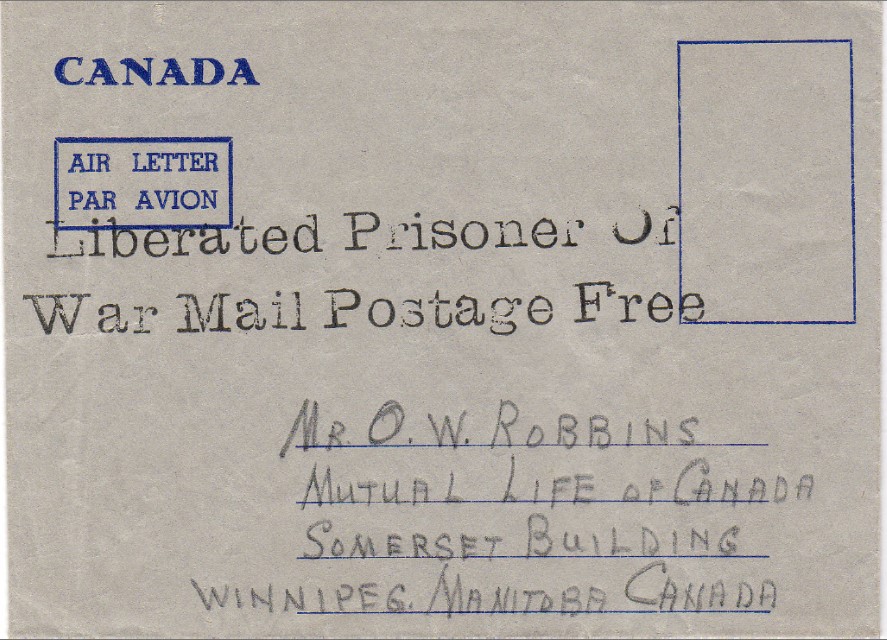 CANADA
AIR LETTER
PAR AVION
Liberated Prisoner Of
War Mail Postage Free
MR. O. W. ROBBINS
MUTUAL LIFE OF CANADA
SOMERSET BUILDING
WINNIPEG. MANITOBA CANADA